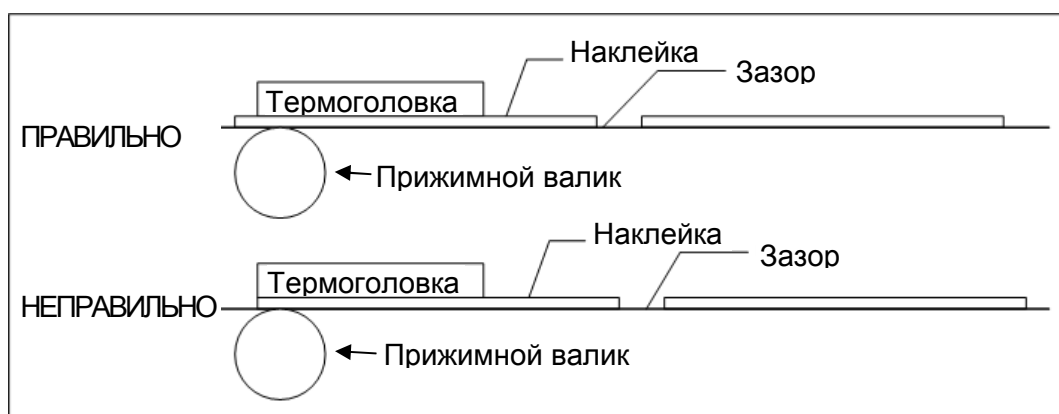 Наклейка
Зазор
Термоголовка
ПРАВИЛЬНО
Прижимной валик
Наклейка
Зазор
Термоголовка
НЕПРАВИЛЬНО
Прижимной валик